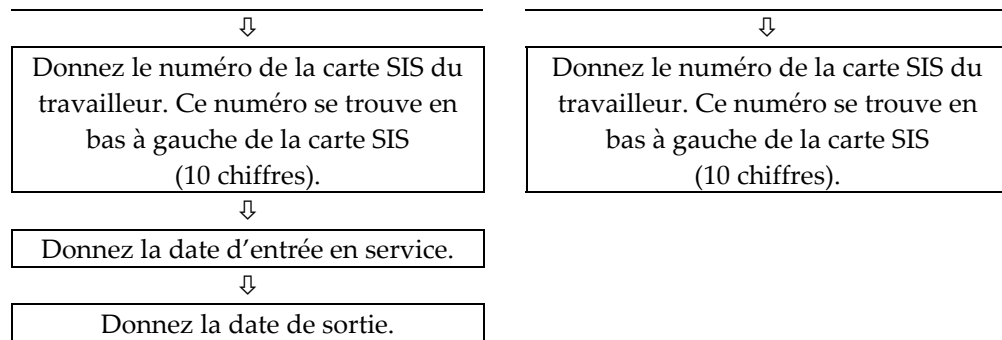 ⇩
Donnez le numéro de la carte SIS du
travailleur. Ce numéro se trouve en
bas à gauche de la carte SIS
(10 chiffres).
⇩
Donnez la date d’entrée en service.
⇩
Donnez la date de sortie.
⇩
Donnez le numéro de la carte SIS du
travailleur. Ce numéro se trouve en
bas à gauche de la carte SIS
(10 chiffres).